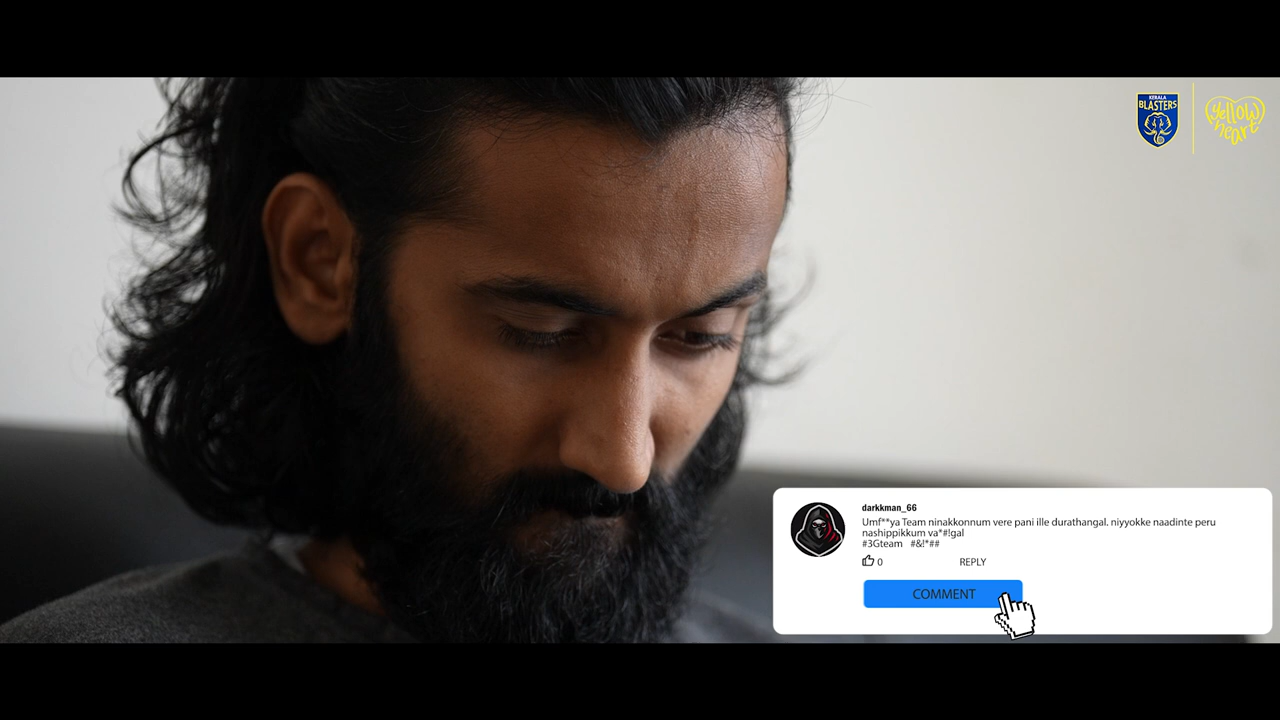 KERALA
BLASTERS
yellow
heart
darkkman_66
Umf**ya Team ninakkonnum vere pani ille durathangal. niyyokke naadinte peru
nashippikkum va*#!gal
#3Gteam #&!*##
0 REPLY
COMMENT